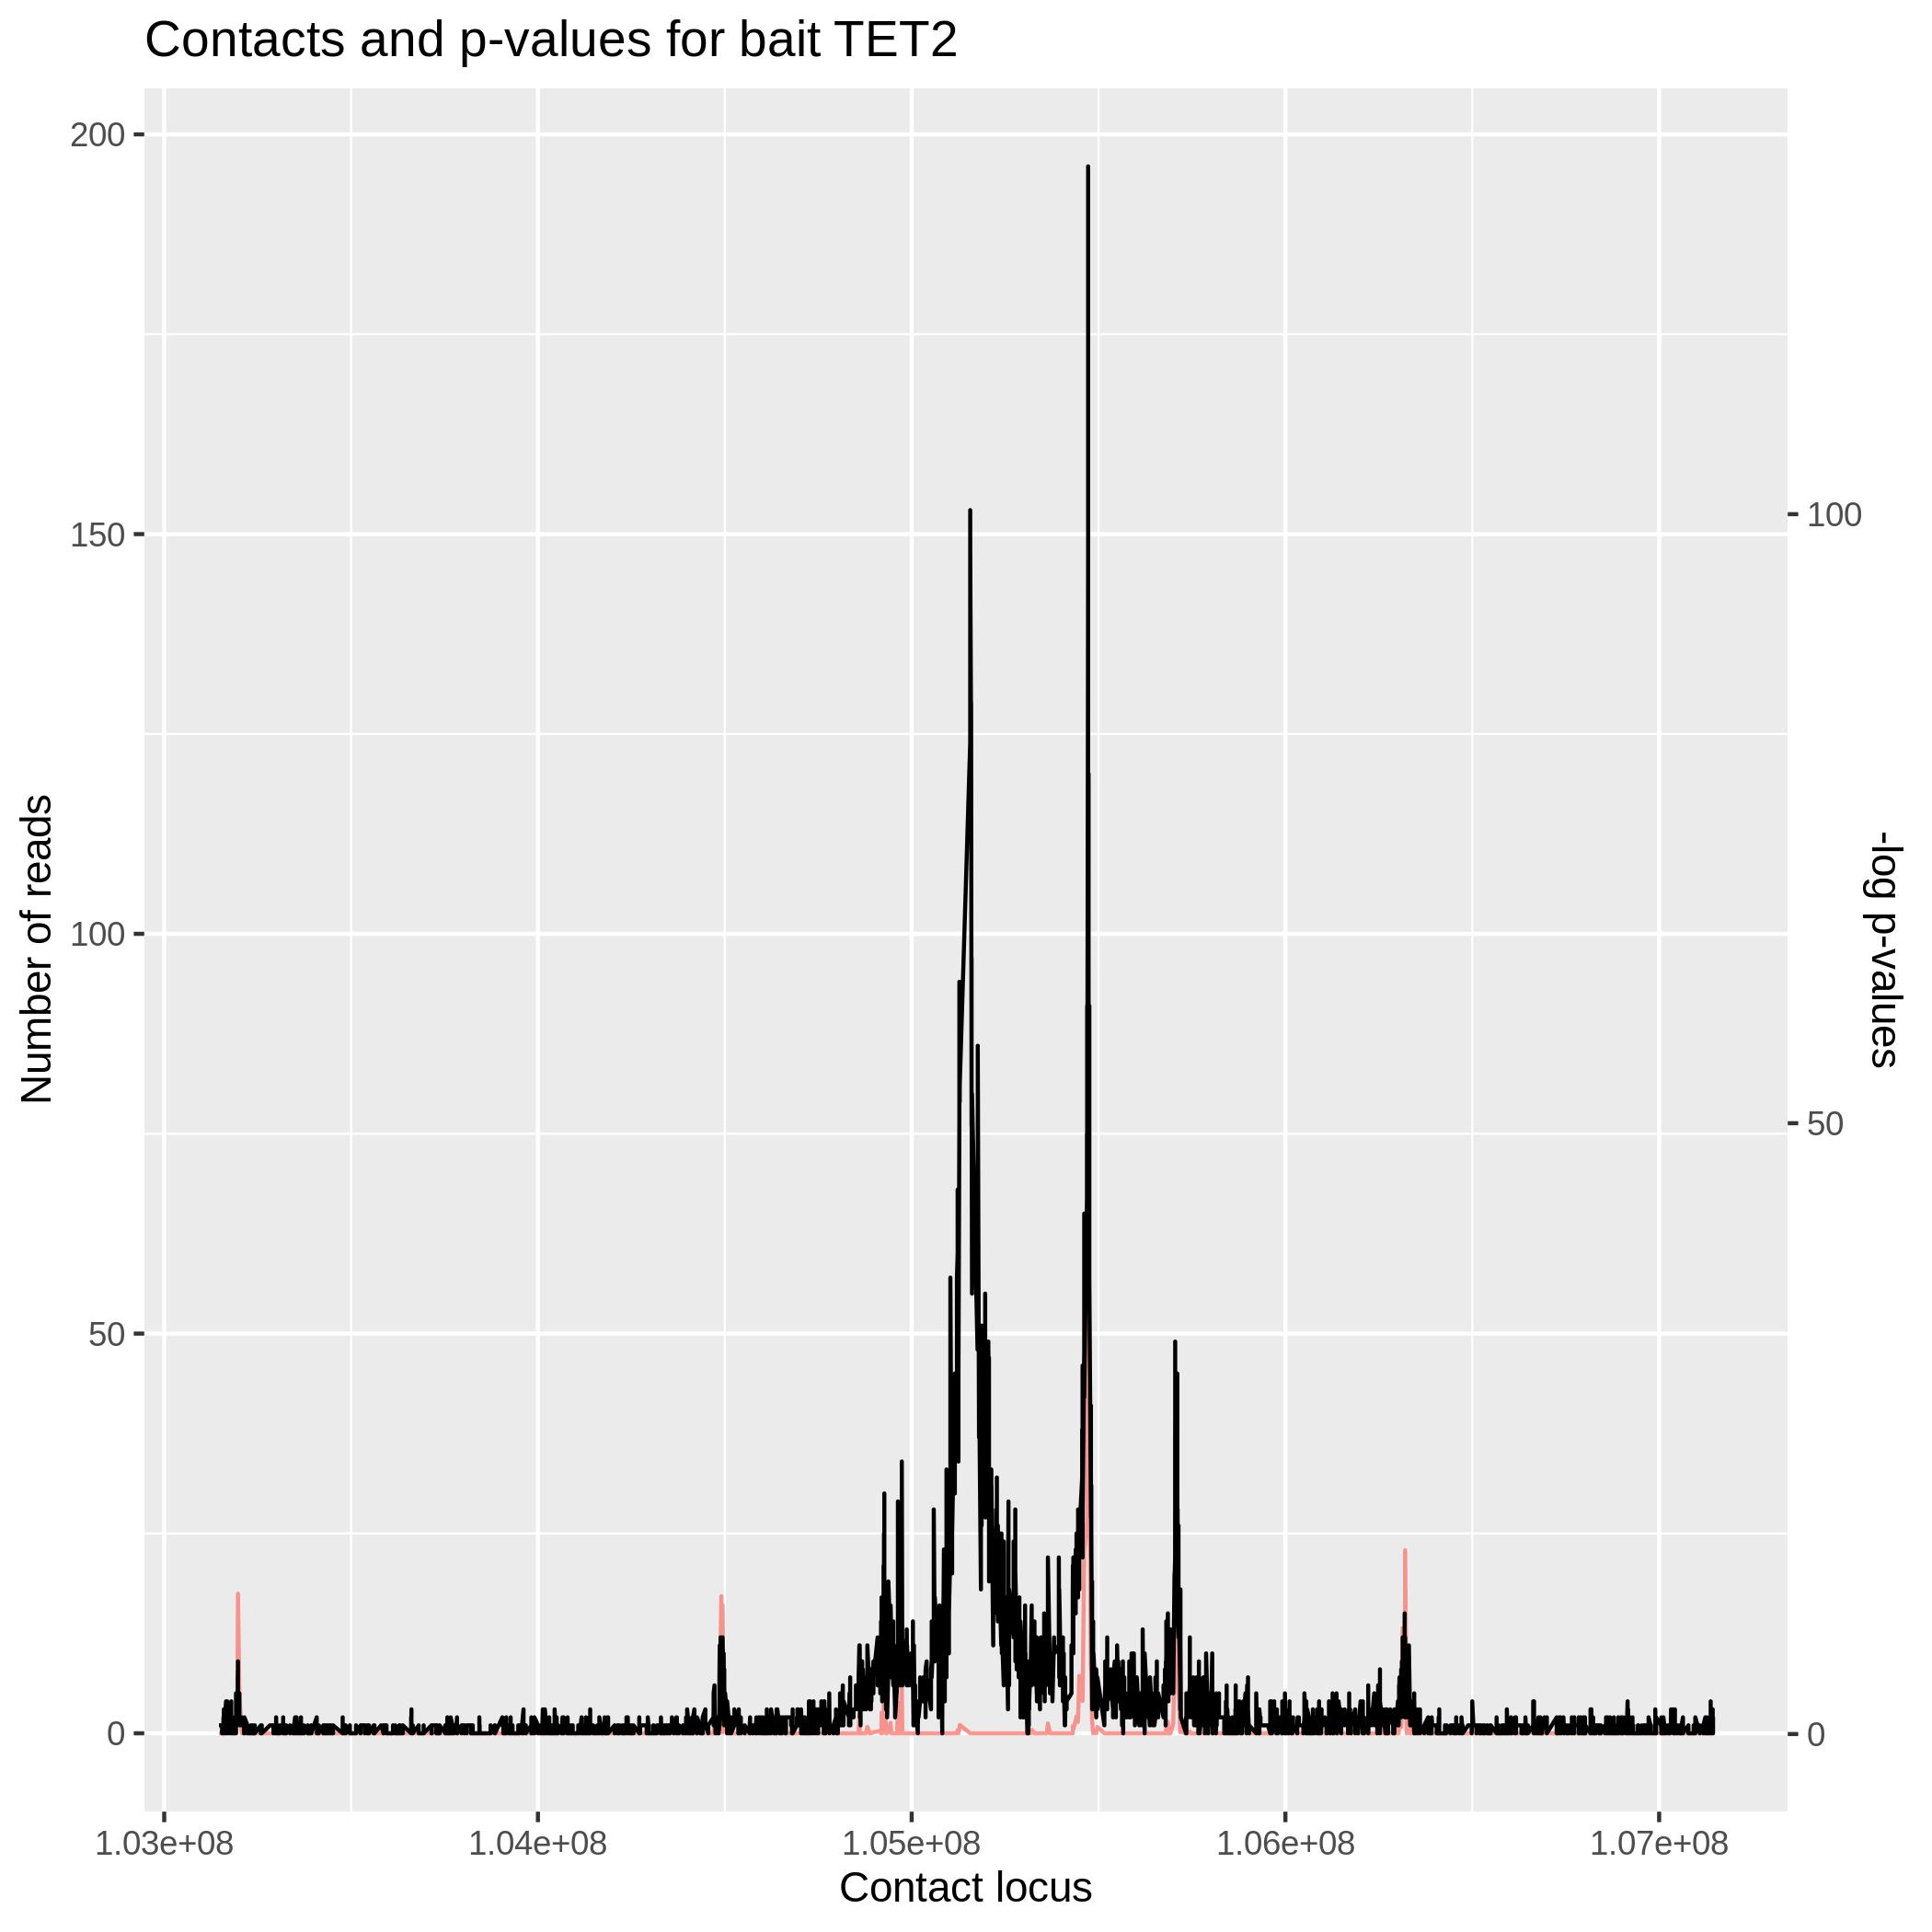 Contacts and p-values for bait TET2
200
150
100
50
0
Number of reads
100
50
0
-log p-values
1.03e+08
1.04e+08
1.05e+08
1.06e+08
1.07e+08
Contact locus